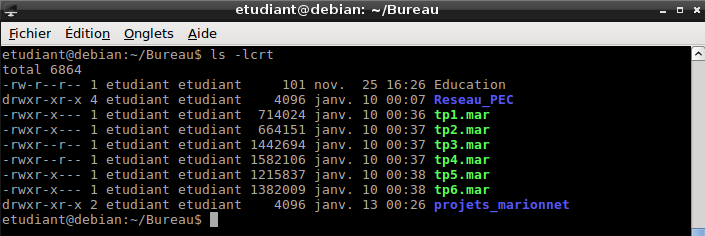 etudiant@debian: ~/Bureau
Fichier Édition Onglets Aide
etudiant@debian:~/Bureau$ ls -lcrt
total 6864
-rw-r--r-- 1 etudiant etudiant     101 nov.  25 16:26 Education
drwxr-xr-x 4 etudiant etudiant    4096 janv. 10 00:07 Reseau_PEC
-rwxr-x--- 1 etudiant etudiant  714024 janv. 10 00:36 tp1.mar
-rwxr-x--- 1 etudiant etudiant  664151 janv. 10 00:37 tp2.mar
-rwxr--r-- 1 etudiant etudiant 1442694 janv. 10 00:37 tp3.mar
-rwxr--r-- 1 etudiant etudiant 1582106 janv. 10 00:37 tp4.mar
-rwxr-x--- 1 etudiant etudiant 1215837 janv. 10 00:38 tp5.mar
-rwxr-x--- 1 etudiant etudiant 1382009 janv. 10 00:38 tp6.mar
drwxr-xr-x 2 etudiant etudiant    4096 janv. 13 00:26 projets_marionnet
etudiant@debian:~/Bureau$